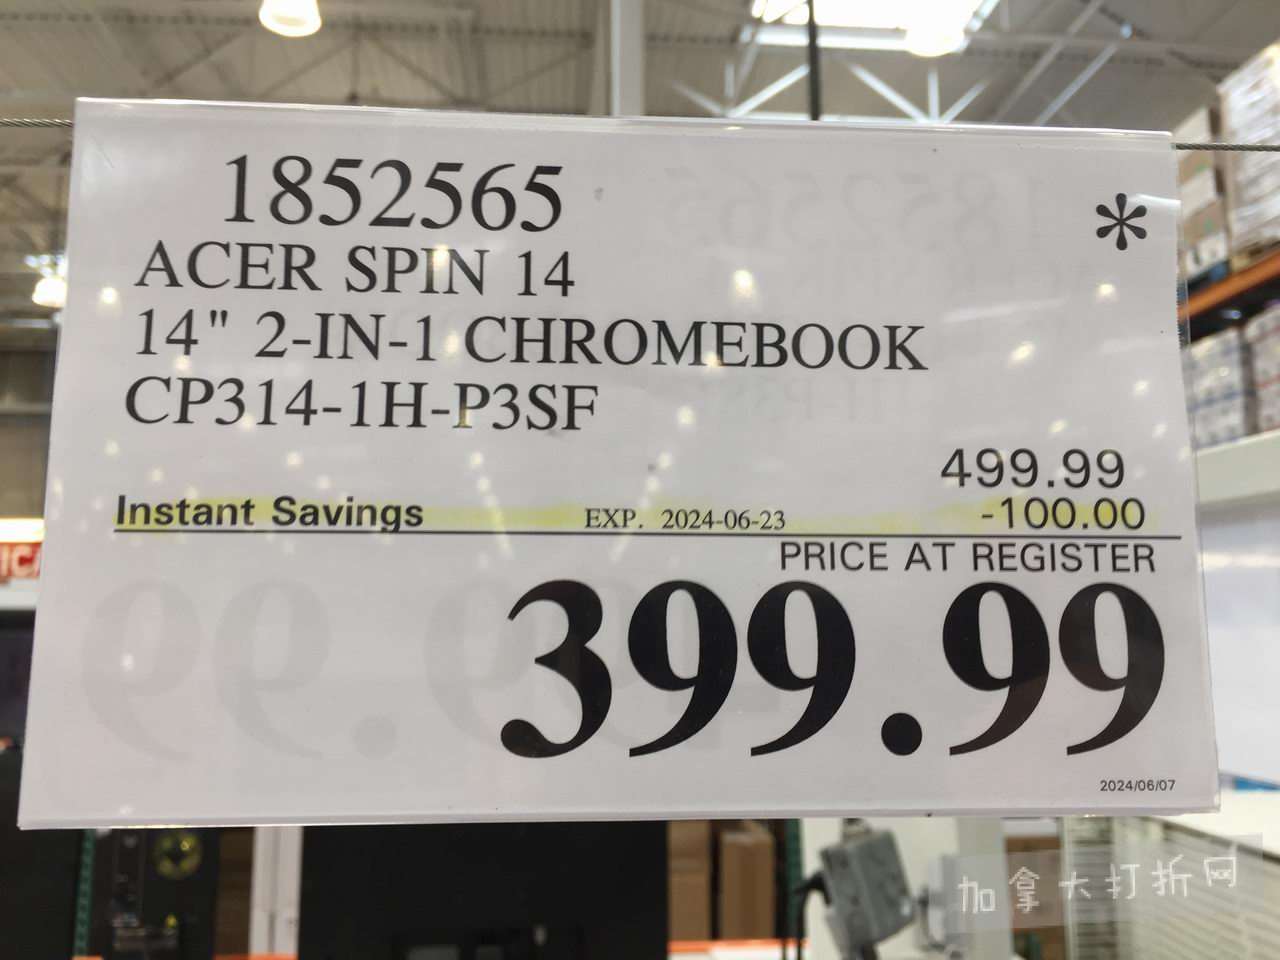 1852565
*
ACER SPIN 14
14" 2-IN-1 CHROMEBOOK
CP314-1H-P3SF
499.99
Instant Savings EXP. 2024-06-23 -100.00
PRICE AT REGISTER
399.99
2024/06/07
加拿大打折网